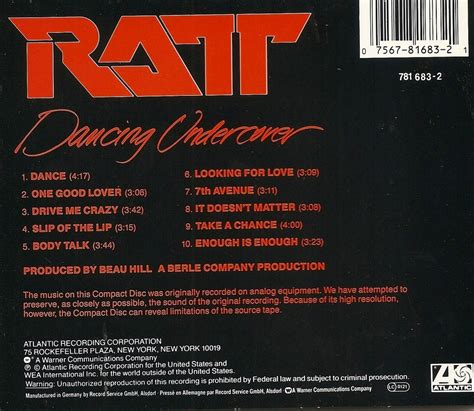 RATT
0 07567-81683-2 1
781 683-2
Dancing Undercover
1. DANCE (4:17)
2. ONE GOOD LOVER (3:08)
3. DRIVE ME CRAZY (3:42)
4. SLIP OF THE LIP (3:15)
5. BODY TALK (3:44)
6. LOOKING FOR LOVE (3:09)
7. 7th AVENUE (3:11)
8. IT DOESN'T MATTER (3:08)
9. TAKE A CHANCE (4:00)
10. ENOUGH IS ENOUGH (3:23)
PRODUCED BY BEAU HILL A BERLE COMPANY PRODUCTION
The music on this Compact Disc was originally recorded on analog equipment. We have attempted to
preserve, as closely as possible, the sound of the original recording. Because of its high resolution,
however, the Compact Disc can reveal limitations of the source tape.
ATLANTIC RECORDING CORPORATION
75 ROCKEFELLER PLAZA, NEW YORK, NEW YORK 10019
A Warner Communications Company
℗ © Atlantic Recording Corporation for the United States and
WEA International Inc. for the world outside of the United States.
Warning: Unauthorized reproduction of this recording is prohibited by Federal law and subject to criminal prosecution.
Manufactured in Germany by Record Service GmbH, Alsdorf · Pressé en Allemagne par Record Service GmbH, Alsdorf
LC 0121
ATLANTIC